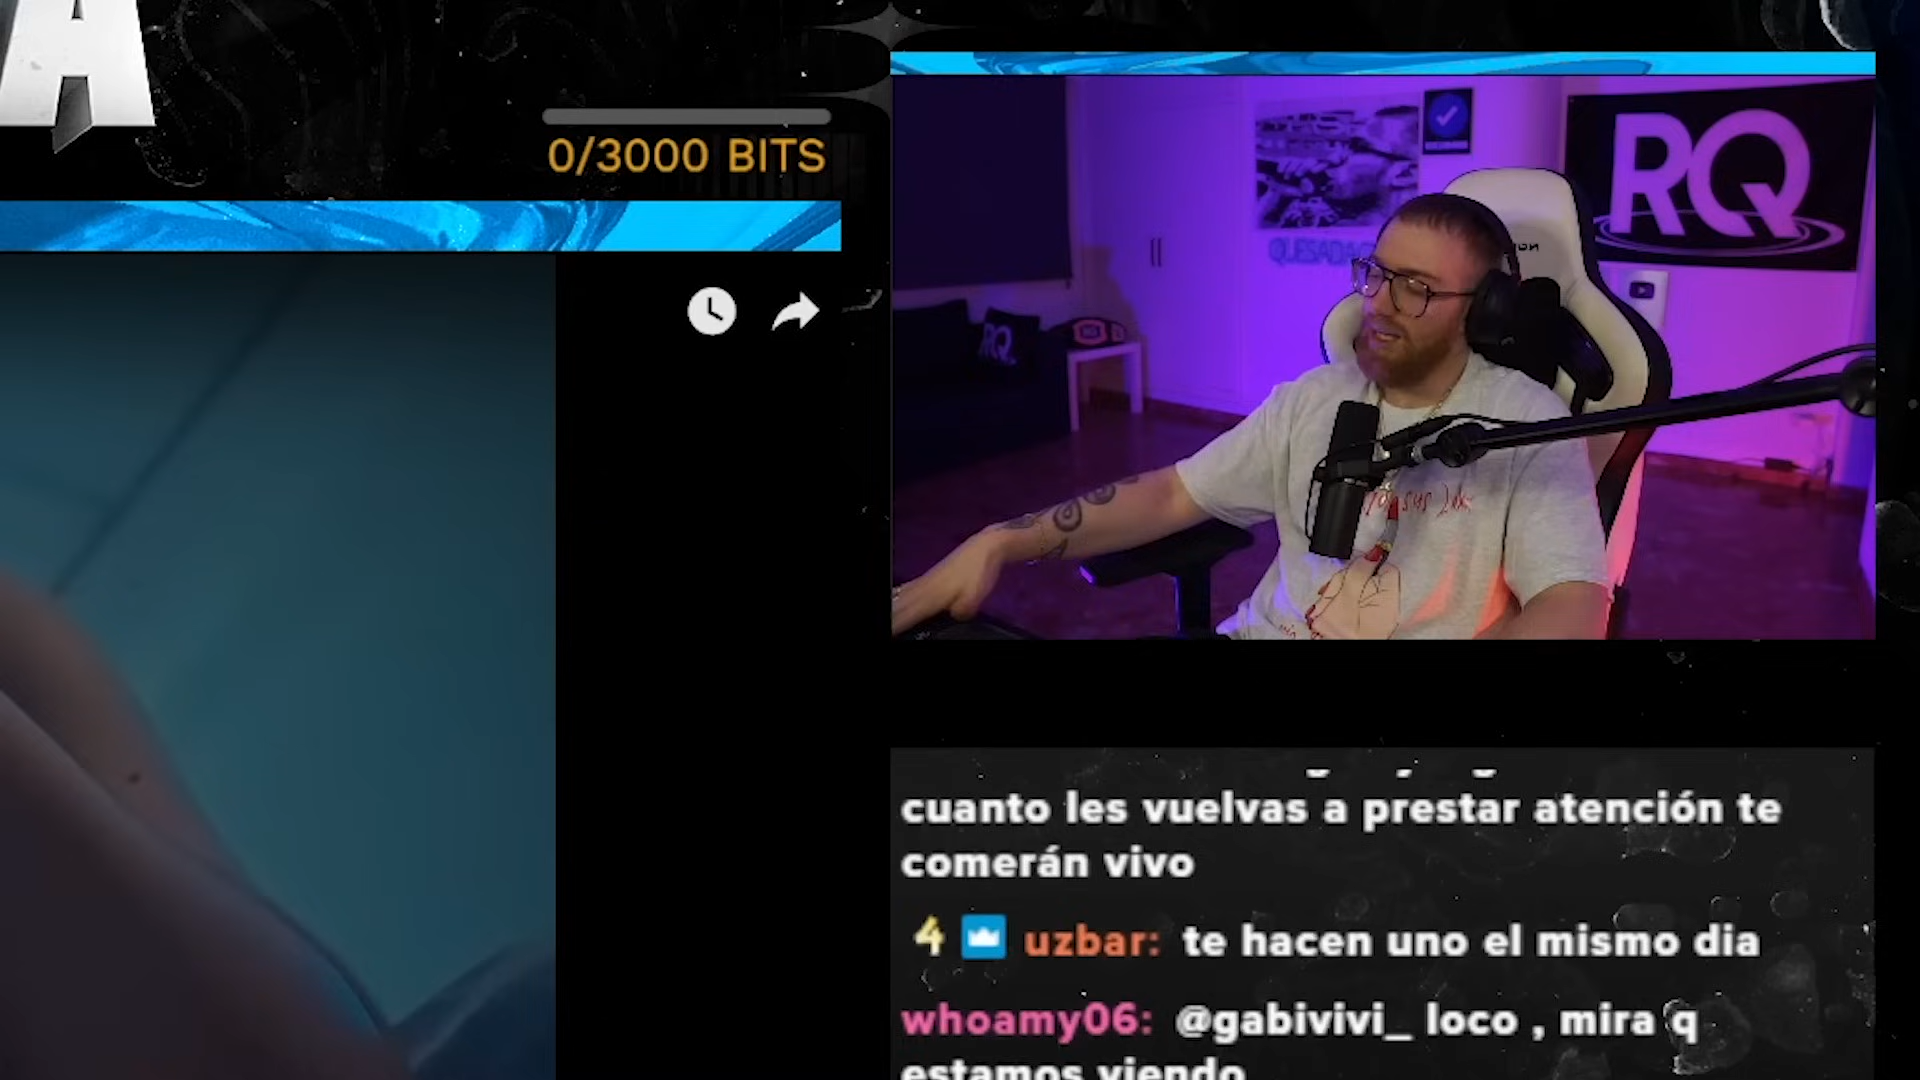 A
0/3000 BITS
RQ
QUESADA
RQ
cuanto les vuelvas a prestar atención te
comerán vivo
4 uzbar: te hacen uno el mismo dia
whoamy06: @gabivivi_ loco , mira q
estamos viendo